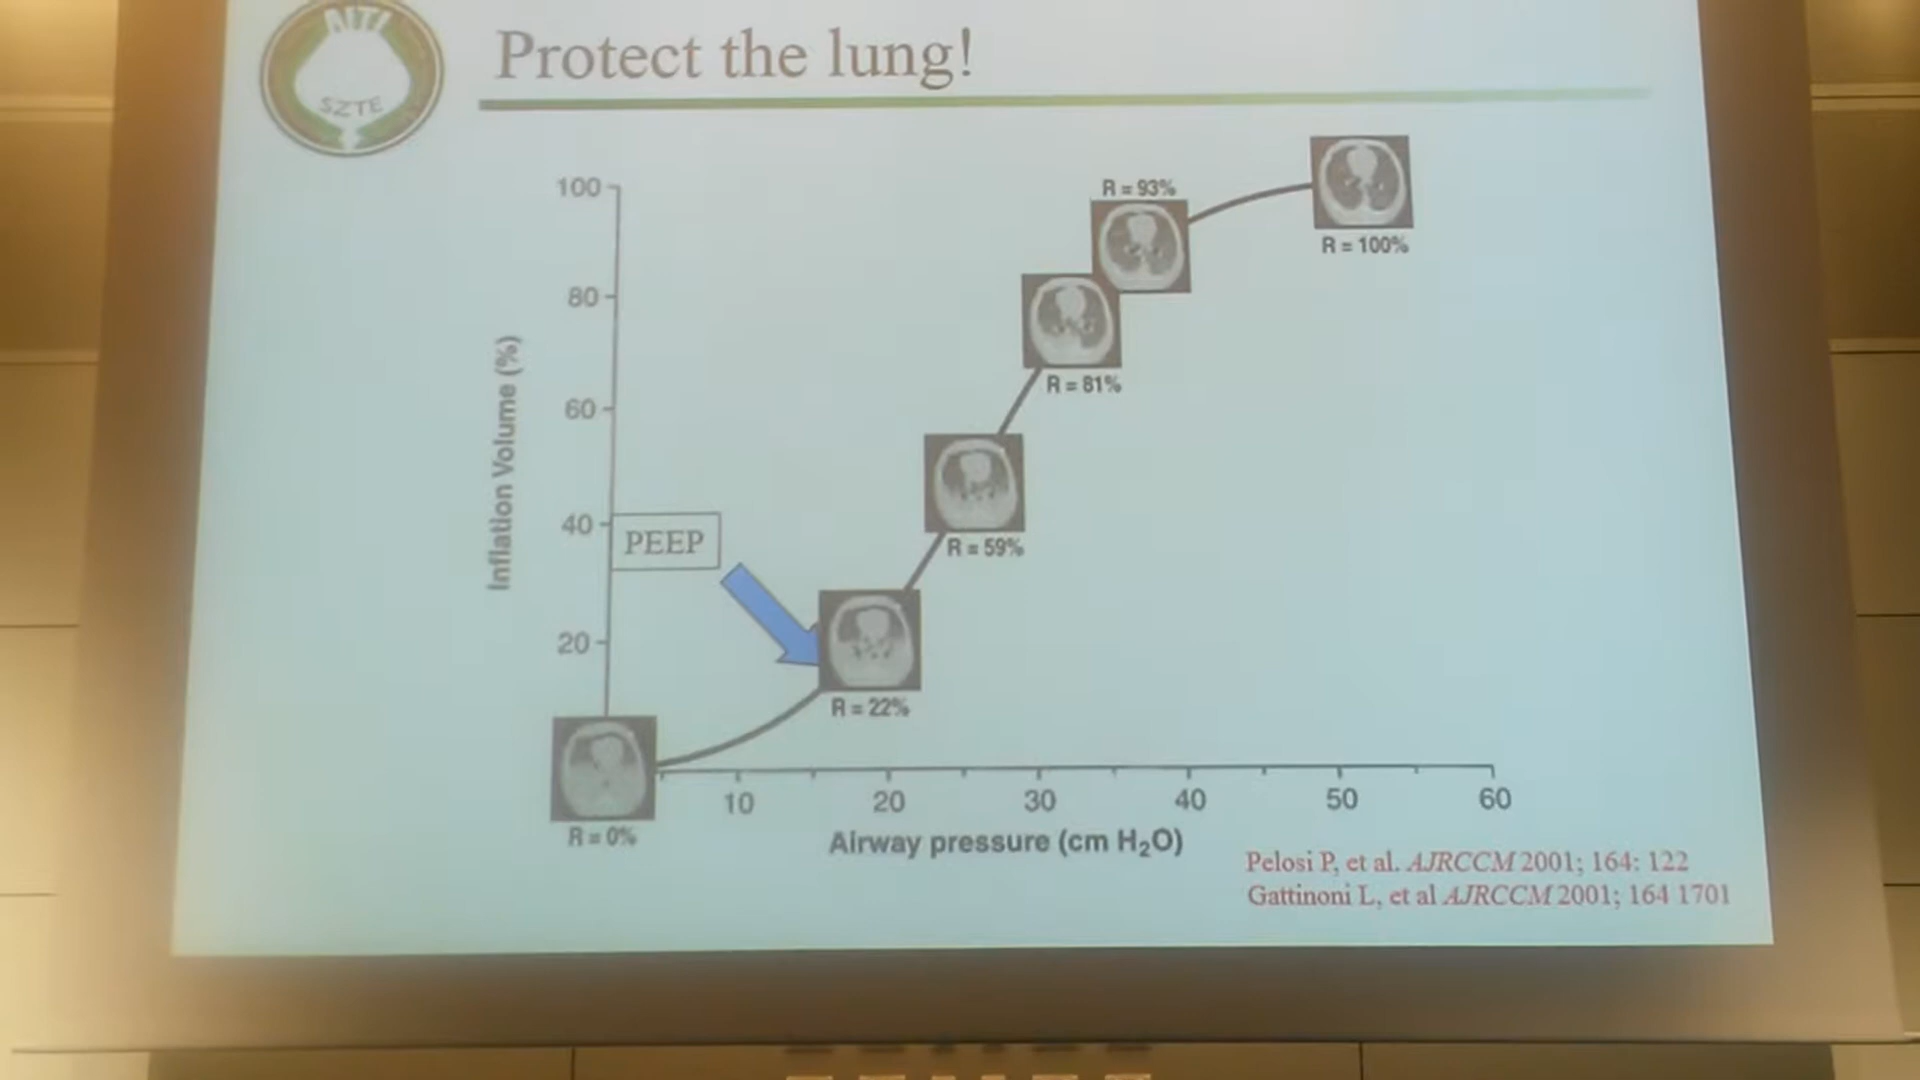 AITI
SZTE
Protect the lung!
100
80
60
40
20
Inflation Volume (%)
PEEP
R = 0%
R = 22%
R = 59%
R = 81%
R = 93%
R = 100%
10 20 30 40 50 60
Airway pressure (cm H₂O)
Pelosi P, et al. AJRCCM 2001; 164: 122
Gattinoni L, et al AJRCCM 2001; 164 1701